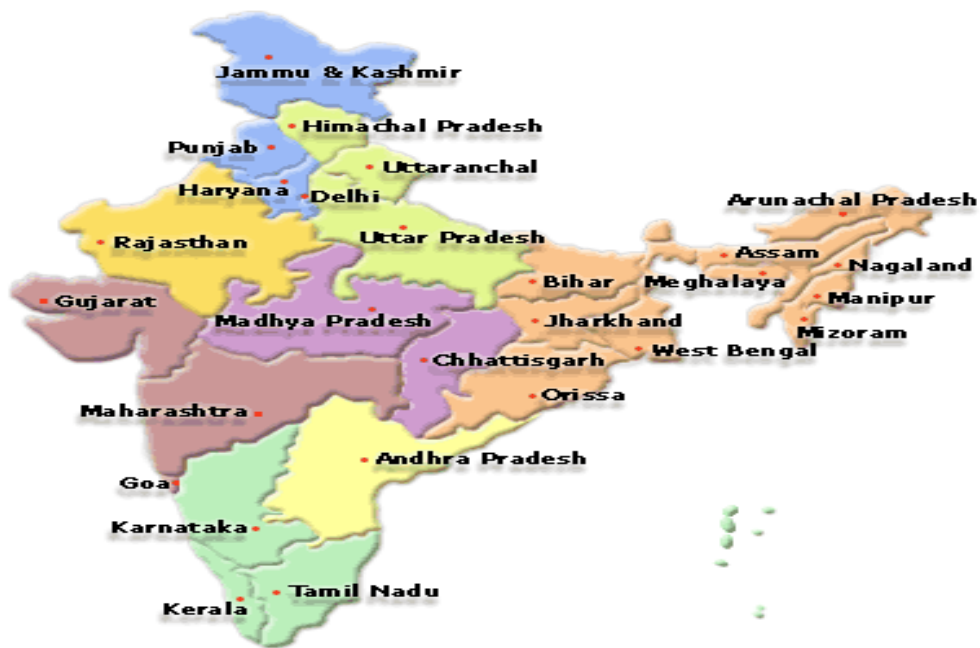 Jammu & Kashmir
Himachal Pradesh
Punjab
Uttaranchal
Haryana
Delhi
Arunachal Pradesh
Rajasthan
Uttar Pradesh
Assam
Nagaland
Bihar
Meghalaya
Gujarat
Manipur
Madhya Pradesh
Jharkhand
Mizoram
West Bengal
Chhattisgarh
Orissa
Maharashtra
Andhra Pradesh
Goa
Karnataka
Tamil Nadu
Kerala